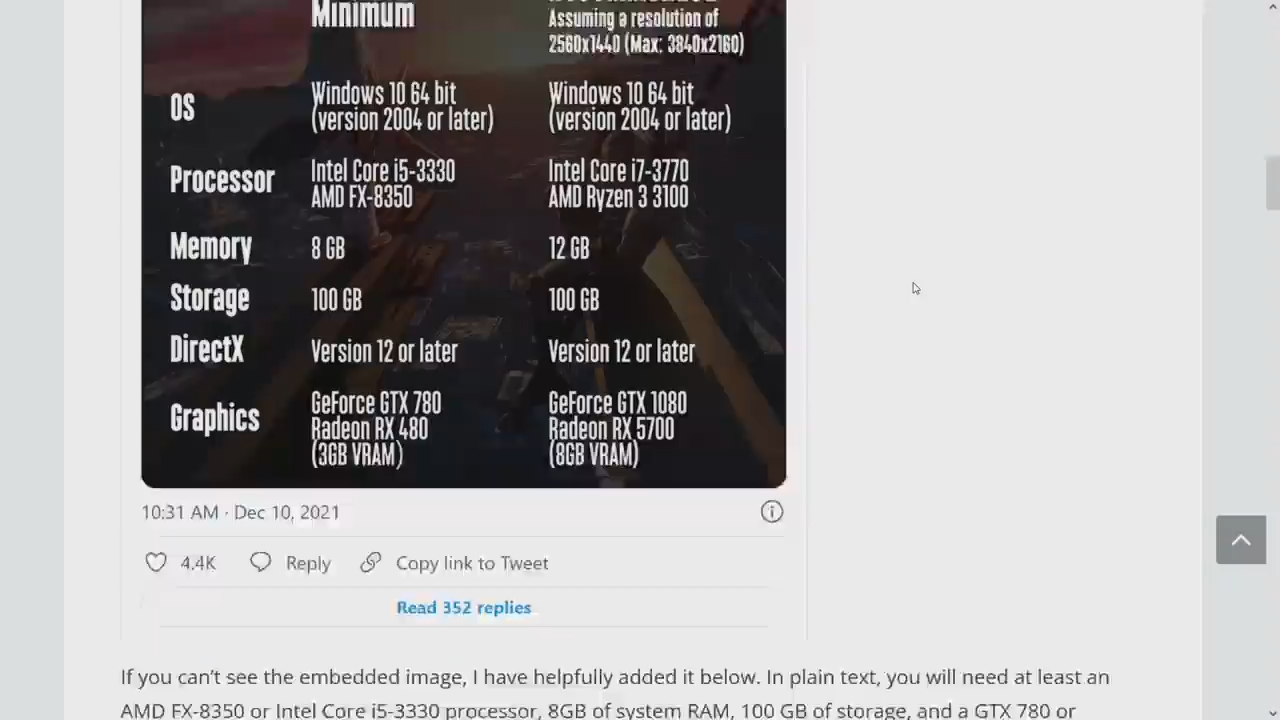 Minimum
Assuming a resolution of
2560x1440 (Max: 3840x2160)
OS
Windows 10 64 bit
(version 2004 or later)
Windows 10 64 bit
(version 2004 or later)
Processor
Intel Core i5-3330
AMD FX-8350
Intel Core i7-3770
AMD Ryzen 3 3100
Memory
8 GB
12 GB
Storage
100 GB
100 GB
DirectX
Version 12 or later
Version 12 or later
Graphics
GeForce GTX 780
Radeon RX 480
(3GB VRAM)
GeForce GTX 1080
Radeon RX 5700
(8GB VRAM)
10:31 AM · Dec 10, 2021
4.4K Reply Copy link to Tweet
Read 352 replies
If you can't see the embedded image, I have helpfully added it below. In plain text, you will need at least an
AMD FX-8350 or Intel Core i5-3330 processor, 8GB of system RAM, 100 GB of storage, and a GTX 780 or